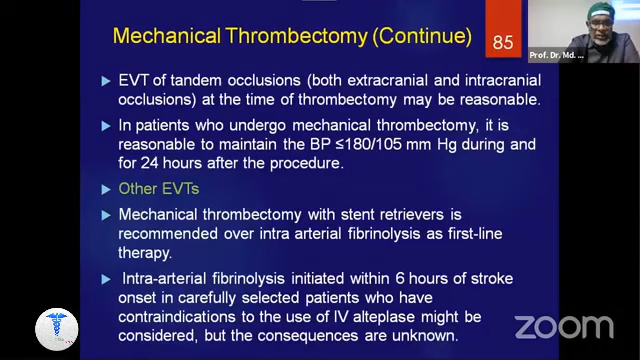 Mechanical Thrombectomy (Continue)
85
Prof. Dr. Md. ...
EVT of tandem occlusions (both extracranial and intracranial
occlusions) at the time of thrombectomy may be reasonable.
In patients who undergo mechanical thrombectomy, it is
reasonable to maintain the BP ≤180/105 mm Hg during and
for 24 hours after the procedure.
Other EVTs
Mechanical thrombectomy with stent retrievers is
recommended over intra arterial fibrinolysis as first-line
therapy.
Intra-arterial fibrinolysis initiated within 6 hours of stroke
onset in carefully selected patients who have
contraindications to the use of IV alteplase might be
considered, but the consequences are unknown.
zoom